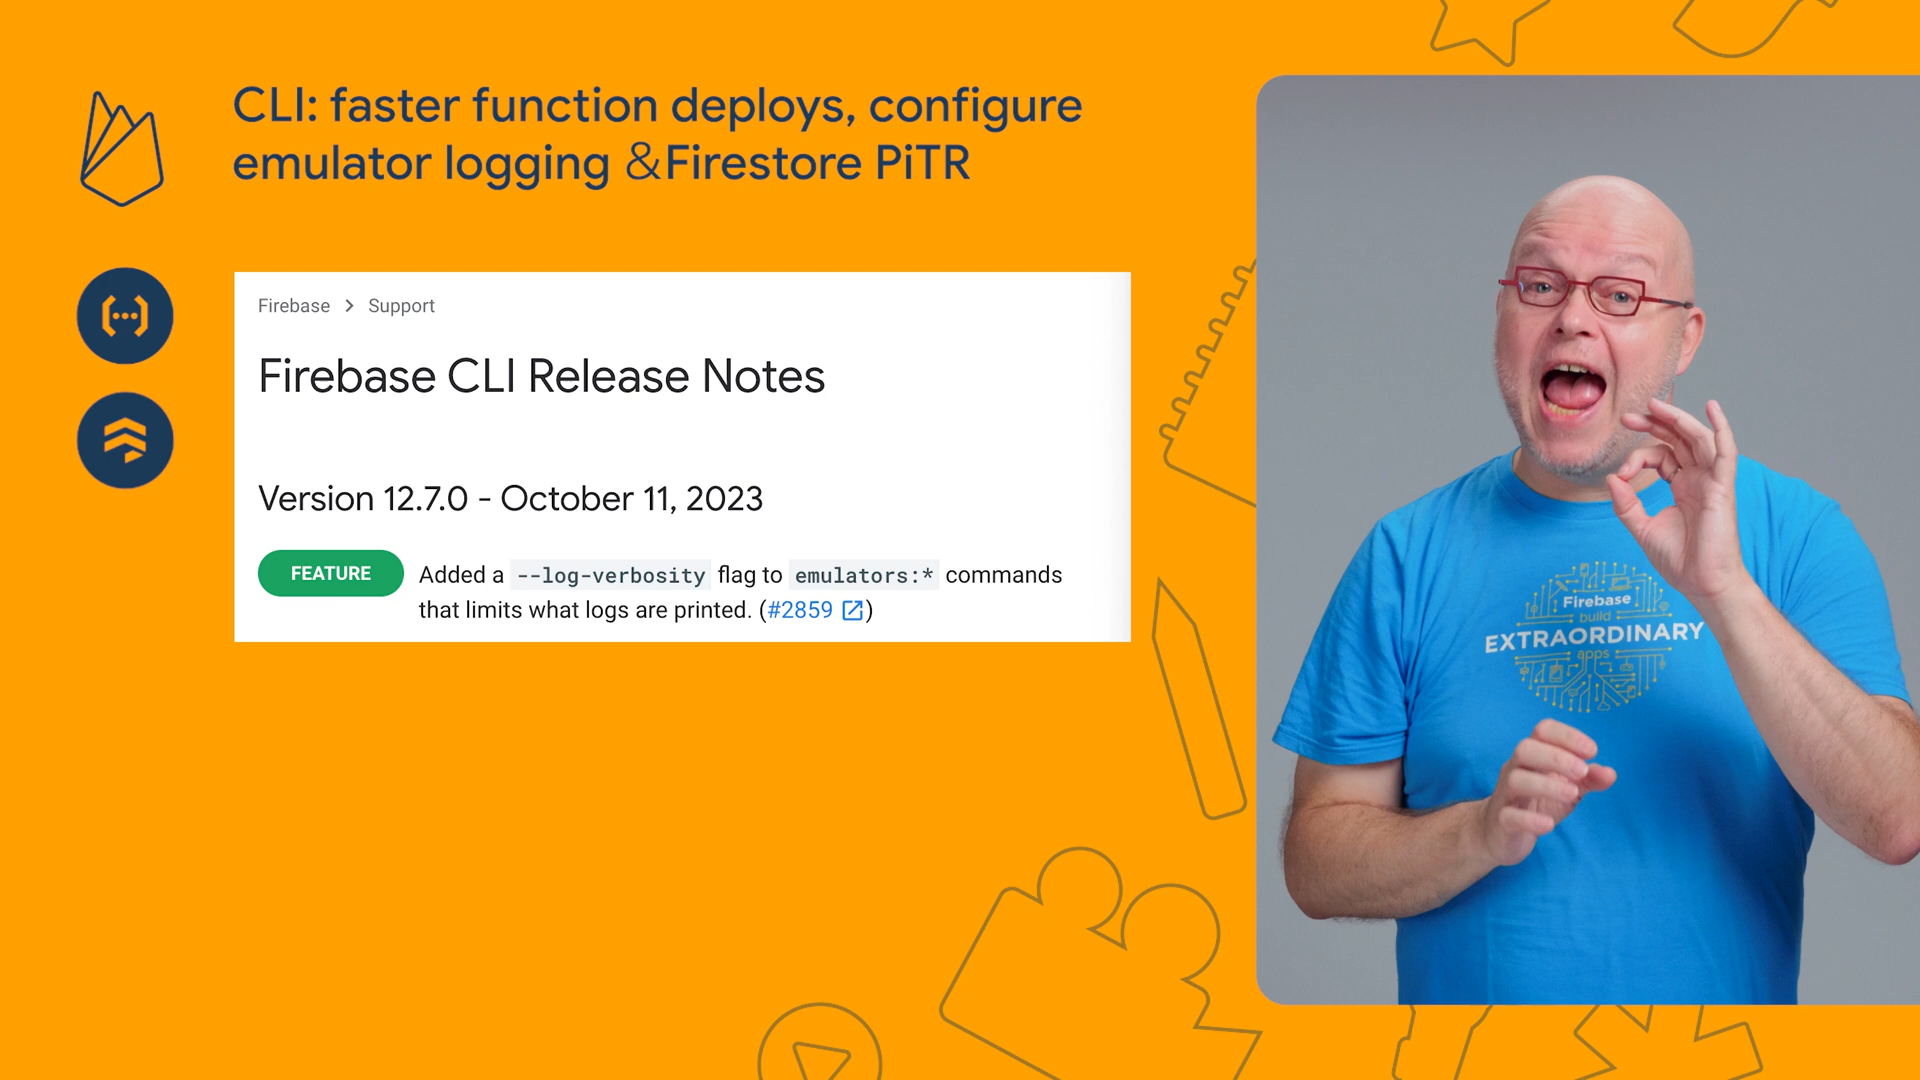 CLI: faster function deploys, configure
emulator logging &Firestore PiTR
Firebase > Support
Firebase CLI Release Notes
Version 12.7.0 - October 11, 2023
FEATURE
Added a --log-verbosity flag to emulators:* commands
that limits what logs are printed. (#2859)
Firebase
build
EXTRAORDINARY
apps